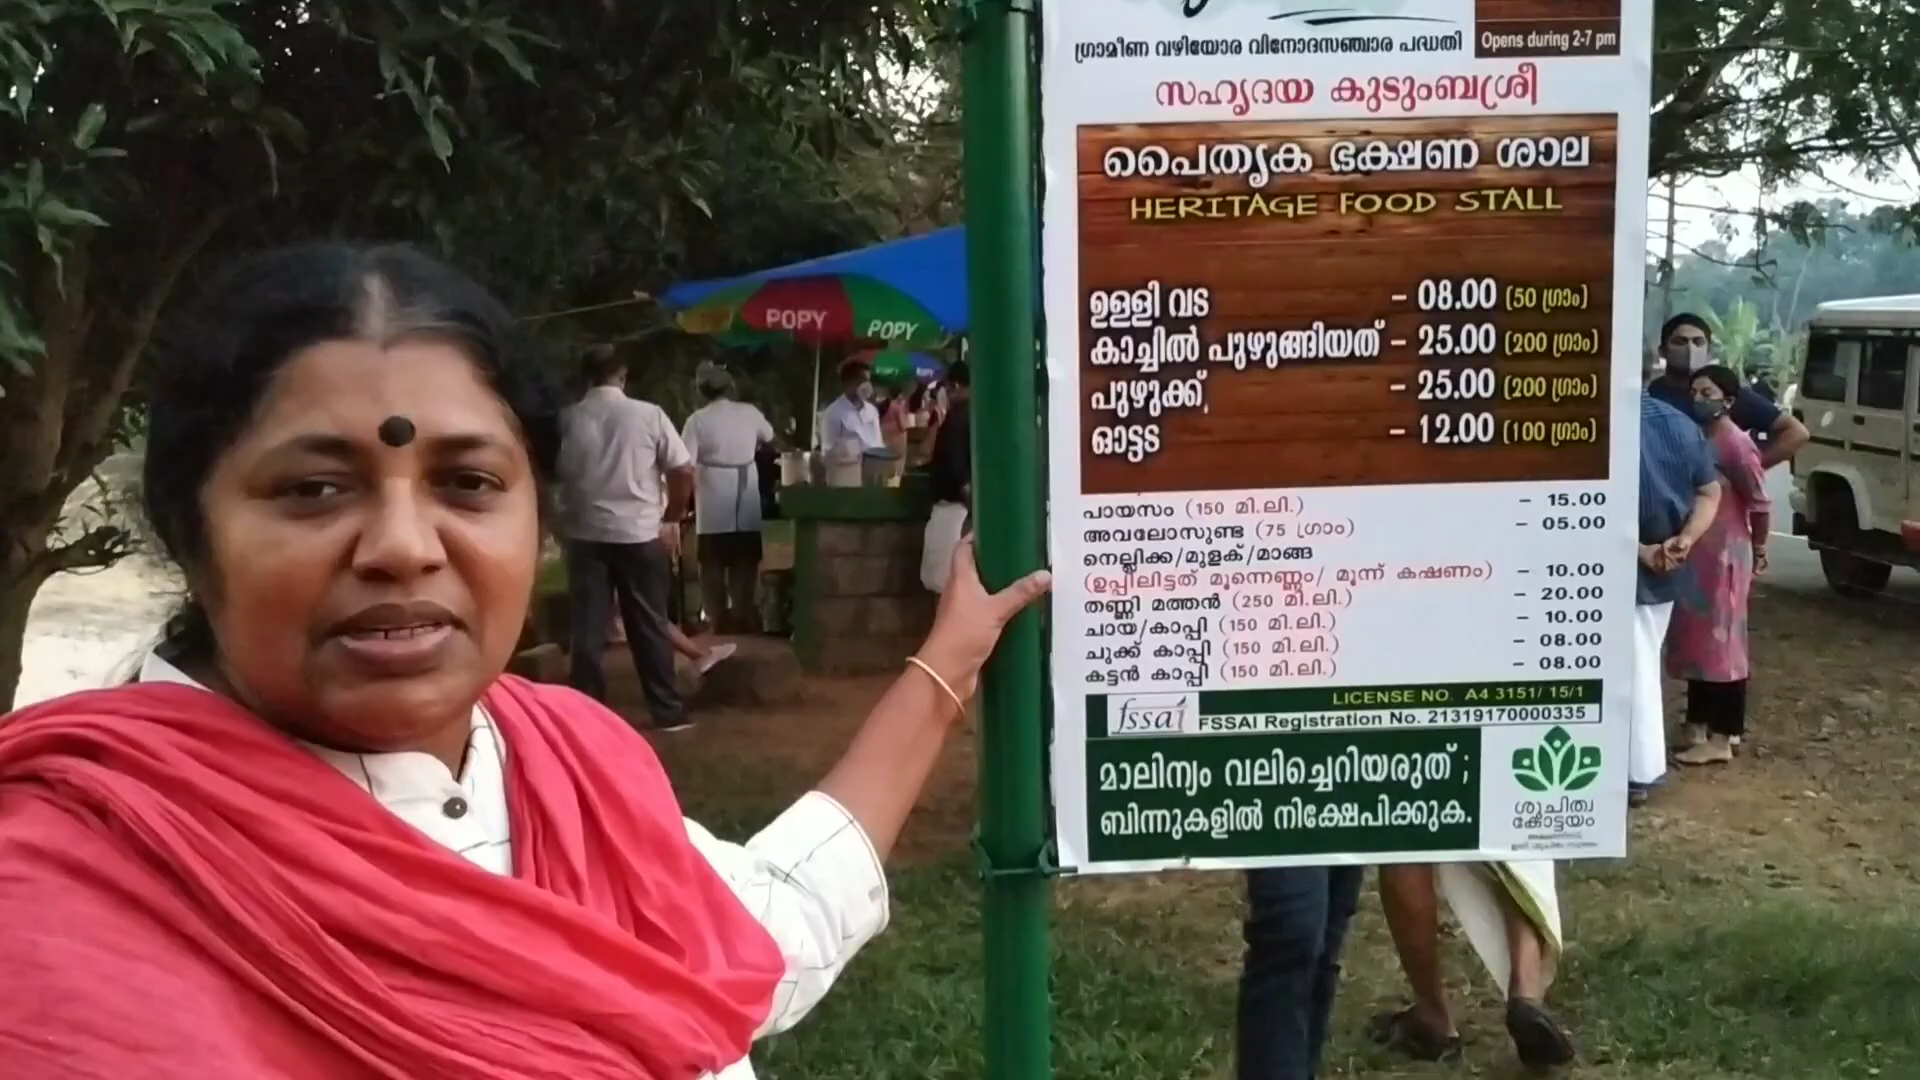 ഗ്രാമീണ വഴിയോര വിനോദസഞ്ചാര പദ്ധതി
Opens during 2-7 pm
സഹൃദയ കുടുംബശ്രീ
പൈതൃക ഭക്ഷണ ശാല
HERITAGE FOOD STALL
ഉള്ളി വട - 08.00 (50 ഗ്രാം)
കാച്ചിൽ പുഴുങ്ങിയത് - 25.00 (200 ഗ്രാം)
പുഴുക്ക് - 25.00 (200 ഗ്രാം)
ഓട്ടട - 12.00 (100 ഗ്രാം)
പായസം (150 മി.ലി.) - 15.00
അവലോസുണ്ട (75 ഗ്രാം) - 05.00
നെല്ലിക്ക/മുളക്/മാങ്ങ
(ഉപ്പിലിട്ടത് മൂന്നെണ്ണം/ മൂന്ന് കഷണം) - 10.00
തണ്ണി മത്തൻ (250 മി.ലി.) - 20.00
ചായ/കാപ്പി (150 മി.ലി.) - 10.00
ചുക്ക് കാപ്പി (150 മി.ലി.) - 08.00
കട്ടൻ കാപ്പി (150 മി.ലി.) - 08.00
LICENSE NO. A4 3151/ 15/1
fssai FSSAI Registration No. 21319170000335
മാലിന്യം വലിച്ചെറിയരുത് ;
ബിന്നുകളിൽ നിക്ഷേപിക്കുക.
ശുചിത്വ
കോട്ടയം
POPY POPY